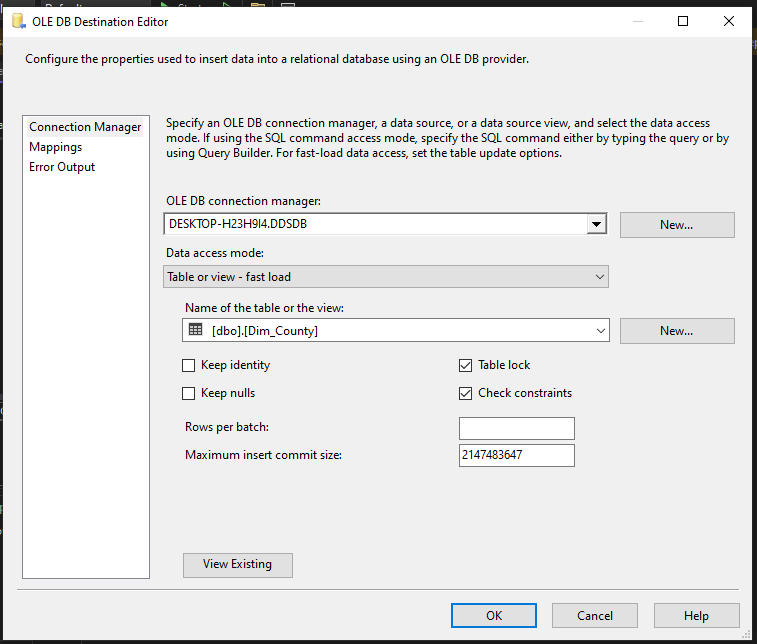 OLE DB Destination Editor
Configure the properties used to insert data into a relational database using an OLE DB provider.
Connection Manager
Mappings
Error Output
Specify an OLE DB connection manager, a data source, or a data source view, and select the data access
mode. If using the SQL command access mode, specify the SQL command either by typing the query or by
using Query Builder. For fast-load data access, set the table update options.
OLE DB connection manager:
DESKTOP-H23H9I4.DDSDB
New...
Data access mode:
Table or view - fast load
Name of the table or the view:
[dbo].[Dim_County]
New...
Keep identity
Table lock
Keep nulls
Check constraints
Rows per batch:
Maximum insert commit size:
2147483647
View Existing
OK
Cancel
Help